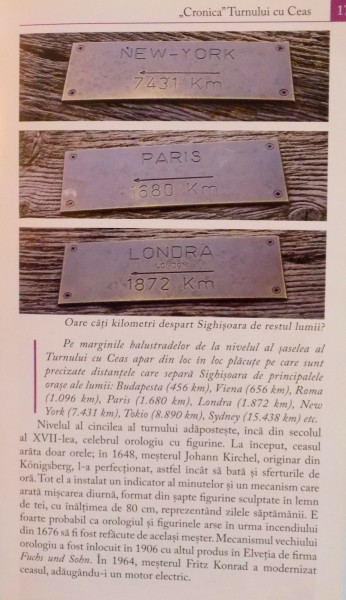 „Cronica” Turnului cu Ceas
NEW-YORK
7431 Km
PARIS
1680 Km
LONDRA
LONDON
1872 Km
Oare câți kilometri despart Sighișoara de restul lumii?
Pe marginile balustradelor de la nivelul al șaselea al
Turnului cu Ceas apar din loc în loc plăcuțe pe care sunt
precizate distanțele care separă Sighișoara de principalele
orașe ale lumii: Budapesta (456 km), Viena (656 km), Roma
(1.096 km), Paris (1.680 km), Londra (1.872 km), New
York (7.431 km), Tokio (8.890 km), Sydney (15.438 km) etc.
Nivelul al cincilea al turnului adăpostește, încă din secolul
al XVII-lea, celebrul orologiu cu figurine. La început, ceasul
arăta doar orele; în 1648, meșterul Johann Kirchel, originar din
Königsberg, l-a perfecționat, astfel încât să bată și sferturile de
oră. Tot el a instalat un indicator al minutelor și un mecanism care
arată mișcarea diurnă, format din șapte figurine sculptate în lemn
de tei, cu înălțimea de 80 cm, reprezentând zilele săptămânii. E
foarte probabil ca orologiul și figurinele arse în urma incendiului
din 1676 să fi fost refăcute de același meșter. Mecanismul vechiului
orologiu a fost înlocuit în 1906 cu altul produs în Elveția de firma
Fuchs und Sohn. În 1964, meșterul Fritz Konrad a modernizat
ceasul, adăugându-i un motor electric.